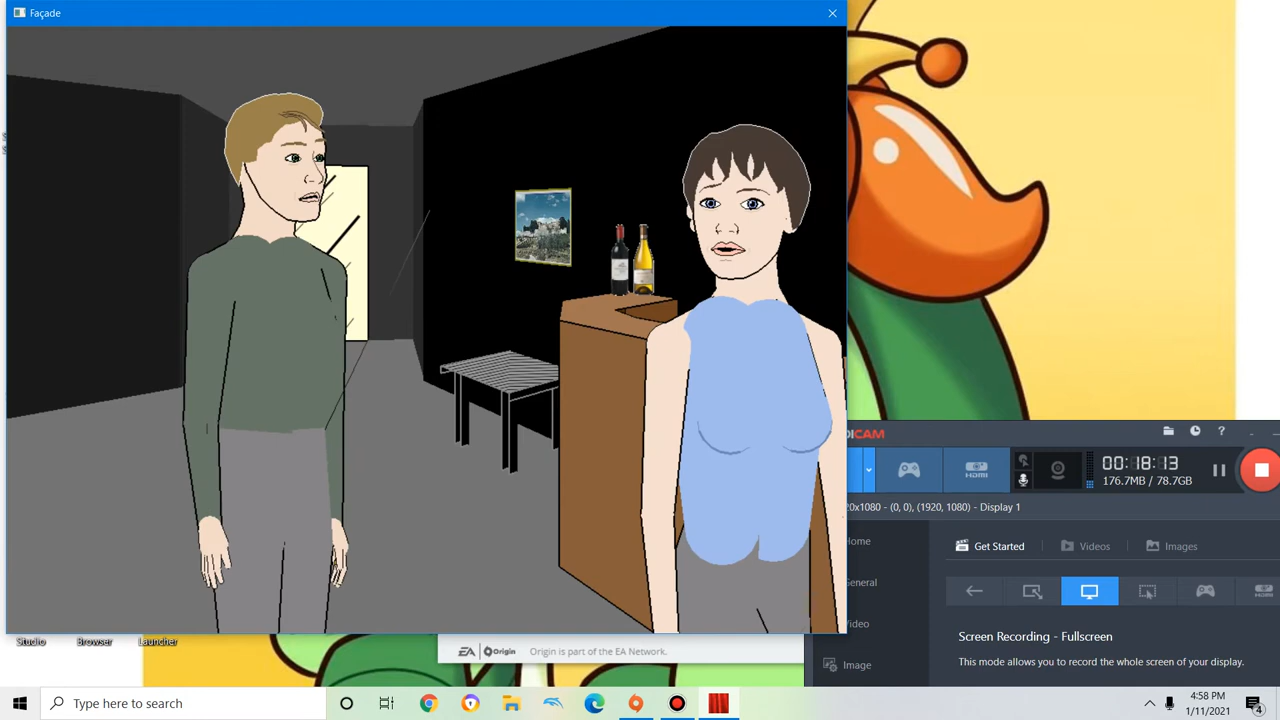 Façade
DICAM
00:18:13
176.7MB / 78.7GB
20x1080 - (0, 0), (1920, 1080) - Display 1
Home
General
Video
Image
Get Started
Videos
Images
HDMI
Screen Recording - Fullscreen
This mode allows you to record the whole screen of your display.
Studio
Browser
Launcher
EA
Origin
Origin is part of the EA Network.
Type here to search
4:58 PM
1/11/2021
4